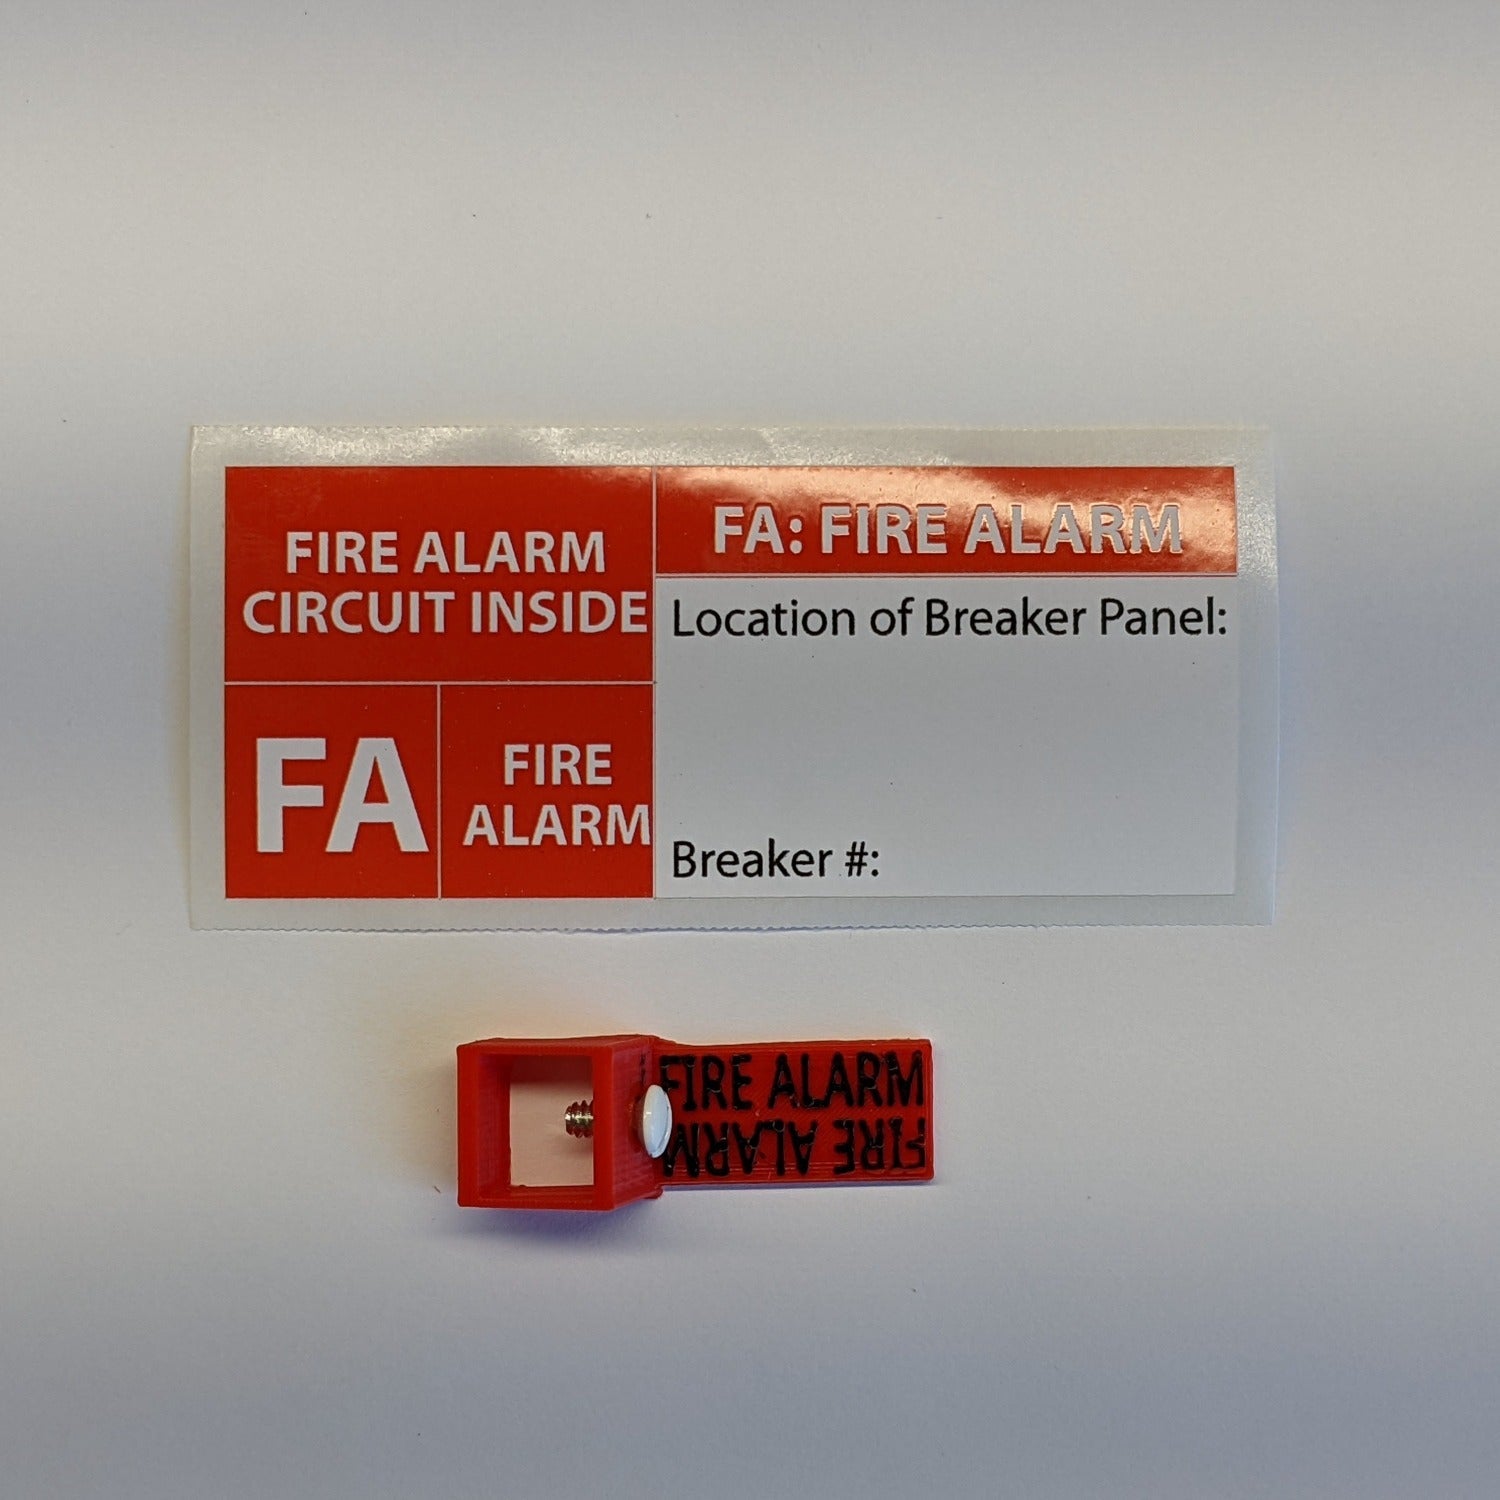 FIRE ALARM
CIRCUIT INSIDE
FA
FIRE
ALARM
FA: FIRE ALARM
Location of Breaker Panel:
Breaker #:
FIRE ALARM
FIRE ALARM